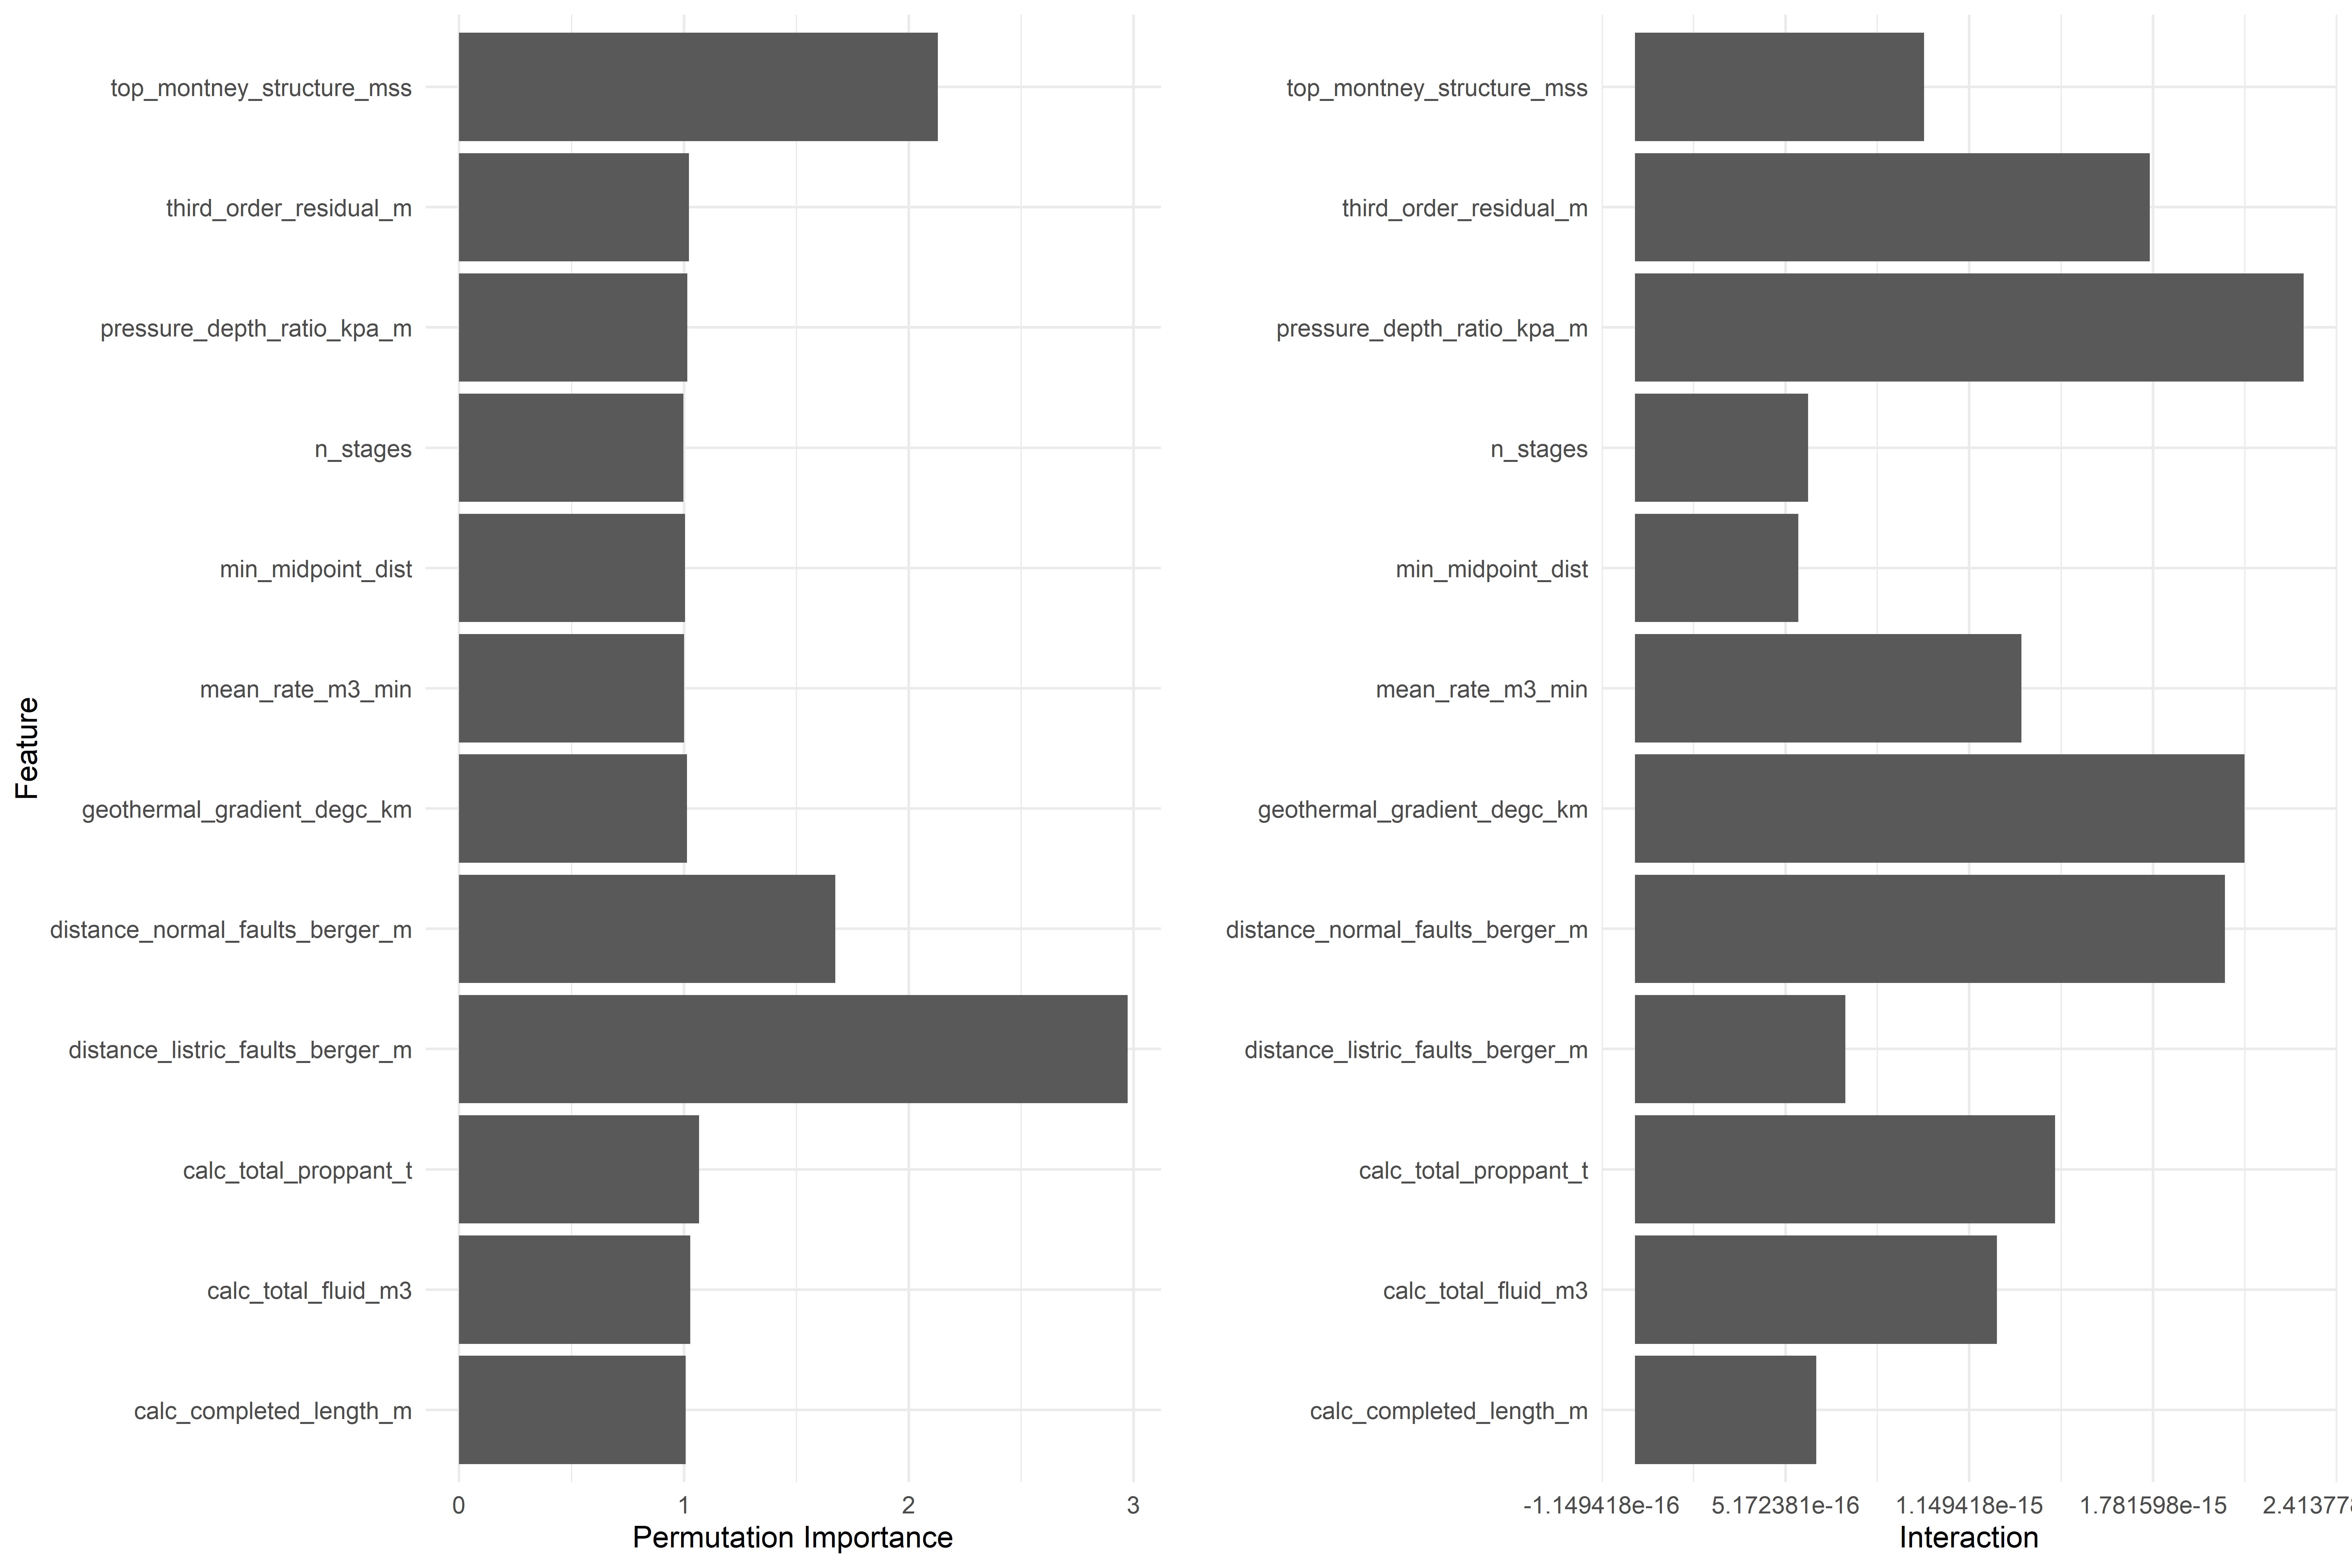 Feature
top_montney_structure_mss
third_order_residual_m
pressure_depth_ratio_kpa_m
n_stages
min_midpoint_dist
mean_rate_m3_min
geothermal_gradient_degc_km
distance_normal_faults_berger_m
distance_listric_faults_berger_m
calc_total_proppant_t
calc_total_fluid_m3
calc_completed_length_m
0 1 2 3
Permutation Importance
top_montney_structure_mss
third_order_residual_m
pressure_depth_ratio_kpa_m
n_stages
min_midpoint_dist
mean_rate_m3_min
geothermal_gradient_degc_km
distance_normal_faults_berger_m
distance_listric_faults_berger_m
calc_total_proppant_t
calc_total_fluid_m3
calc_completed_length_m
-1.149418e-16 5.172381e-16 1.149418e-15 1.781598e-15
Interaction